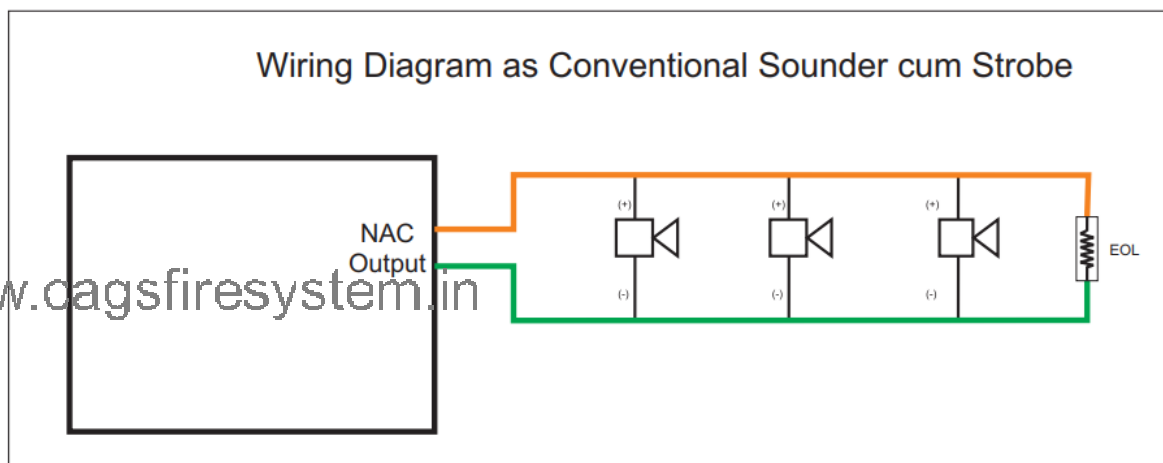 Wiring Diagram as Conventional Sounder cum Strobe
NAC
Output
w.cagsfiresystem.in
(+)
(+)
(+)
(-)
(-)
(-)
EOL